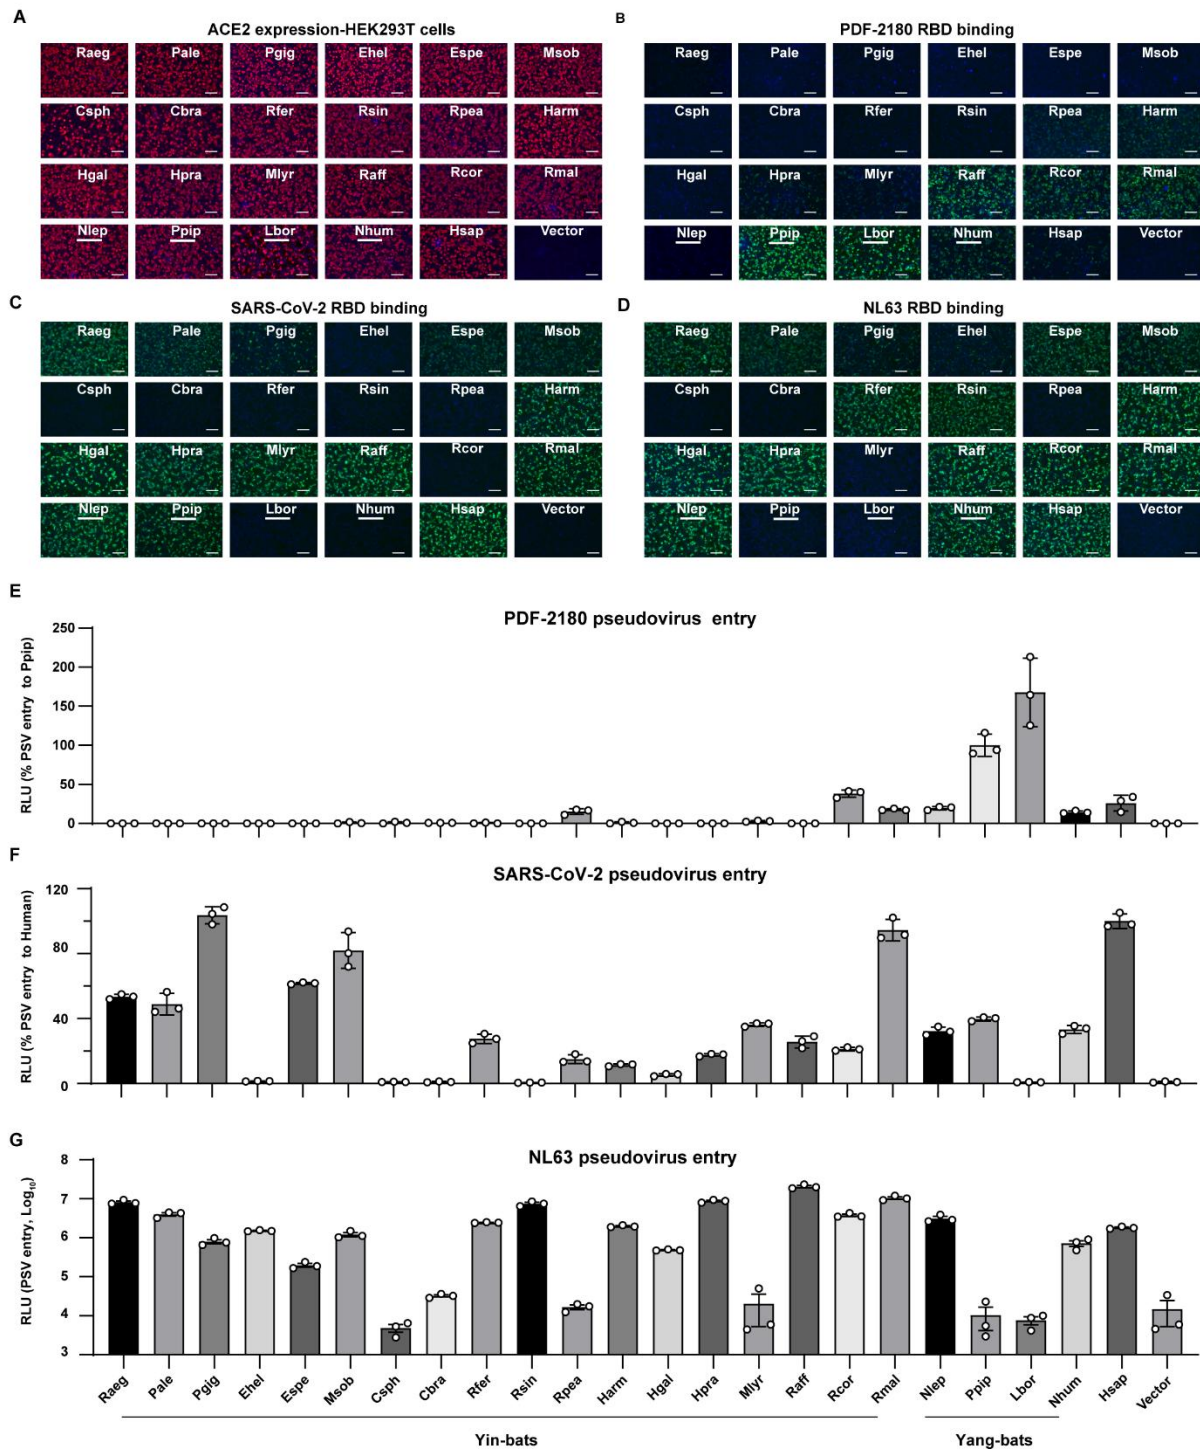 A
ACE2 expression-HEK293T cells
Raeg Pale Pgig Ehel Espe Msob
Csph Cbra Rfer Rsin Rpea Harm
Hgal Hpra Mlyr Raff Rcor Rmal
Nlep Ppip Lbor Nhum Hsap Vector
B
PDF-2180 RBD binding
Raeg Pale Pgig Ehel Espe Msob
Csph Cbra Rfer Rsin Rpea Harm
Hgal Hpra Mlyr Raff Rcor Rmal
Nlep Ppip Lbor Nhum Hsap Vector
C
SARS-CoV-2 RBD binding
Raeg Pale Pgig Ehel Espe Msob
Csph Cbra Rfer Rsin Rpea Harm
Hgal Hpra Mlyr Raff Rcor Rmal
Nlep Ppip Lbor Nhum Hsap Vector
D
NL63 RBD binding
Raeg Pale Pgig Ehel Espe Msob
Csph Cbra Rfer Rsin Rpea Harm
Hgal Hpra Mlyr Raff Rcor Rmal
Nlep Ppip Lbor Nhum Hsap Vector
E
PDF-2180 pseudovirus entry
RLU (% PSV entry to Ppip)
250
200
150
100
50
0
F
SARS-CoV-2 pseudovirus entry
RLU (% PSV entry to Human)
120
80
40
0
G
NL63 pseudovirus entry
RLU (PSV entry, Log10)
8
7
6
5
4
3
Raeg Pale Pgig Ehel Espe Msob Csph Cbra Rfer Rsin Rpea Harm Hgal Hpra Mlyr Raff Rcor Rmal Nlep Ppip Lbor Nhum Hsap Vector
Yin-bats Yang-bats